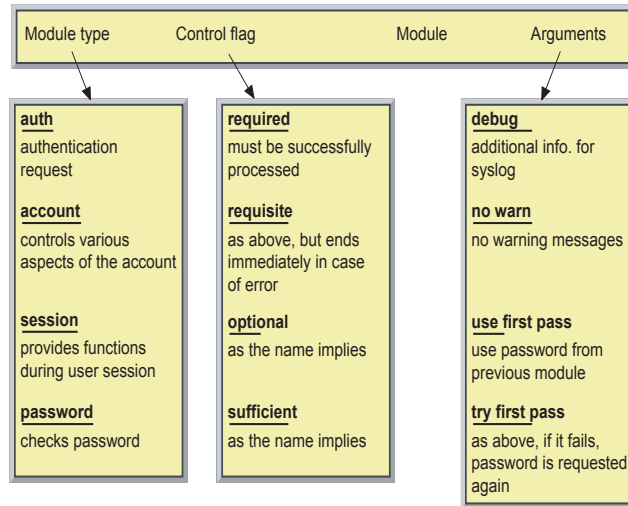 Module type Control flag Module Arguments
auth
authentication
request
account
controls various
aspects of the account
session
provides functions
during user session
password
checks password
required
must be successfully
processed
requisite
as above, but ends
immediately in case
of error
optional
as the name implies
sufficient
as the name implies
debug
additional info. for
syslog
no warn
no warning messages
use first pass
use password from
previous module
try first pass
as above, if it fails,
password is requested
again